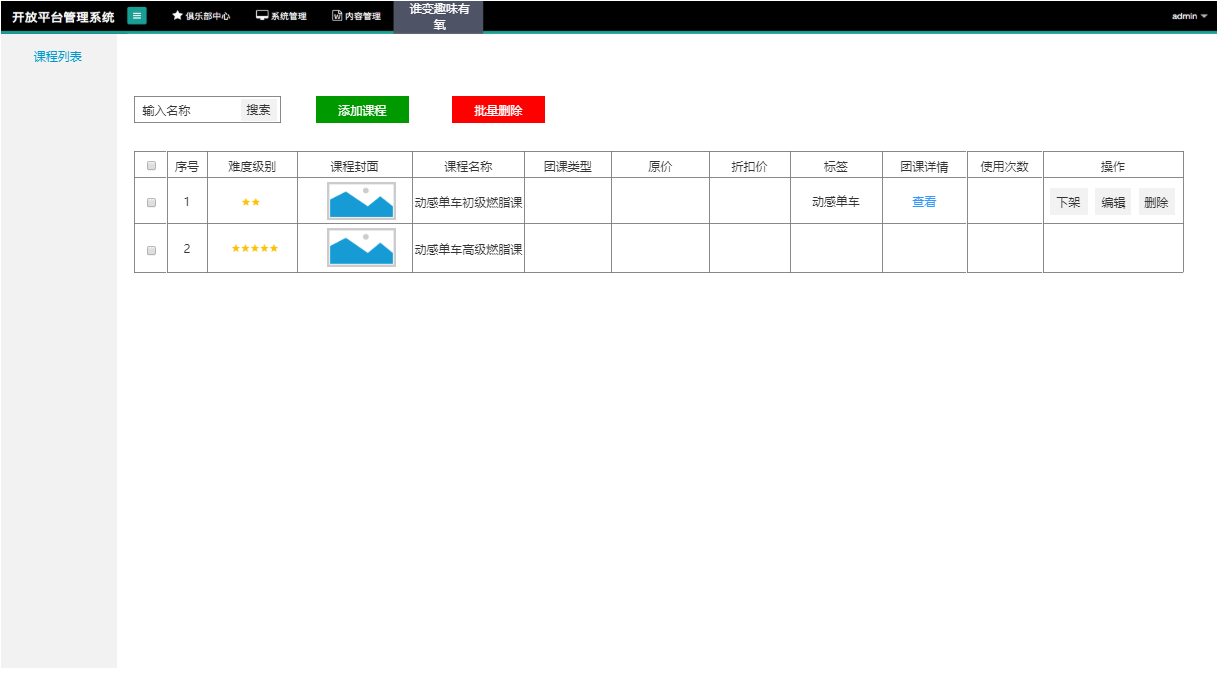 开放平台管理系统
俱乐部中心
系统管理
内容管理
谁变趣味有
氧
admin
课程列表
输入名称 搜索 添加课程 批量删除
序号 难度级别 课程封面 课程名称 团课类型 原价 折扣价 标签 团课详情 使用次数 操作
1 动感单车初级燃脂课 动感单车 查看 下架 编辑 删除
2 动感单车高级燃脂课